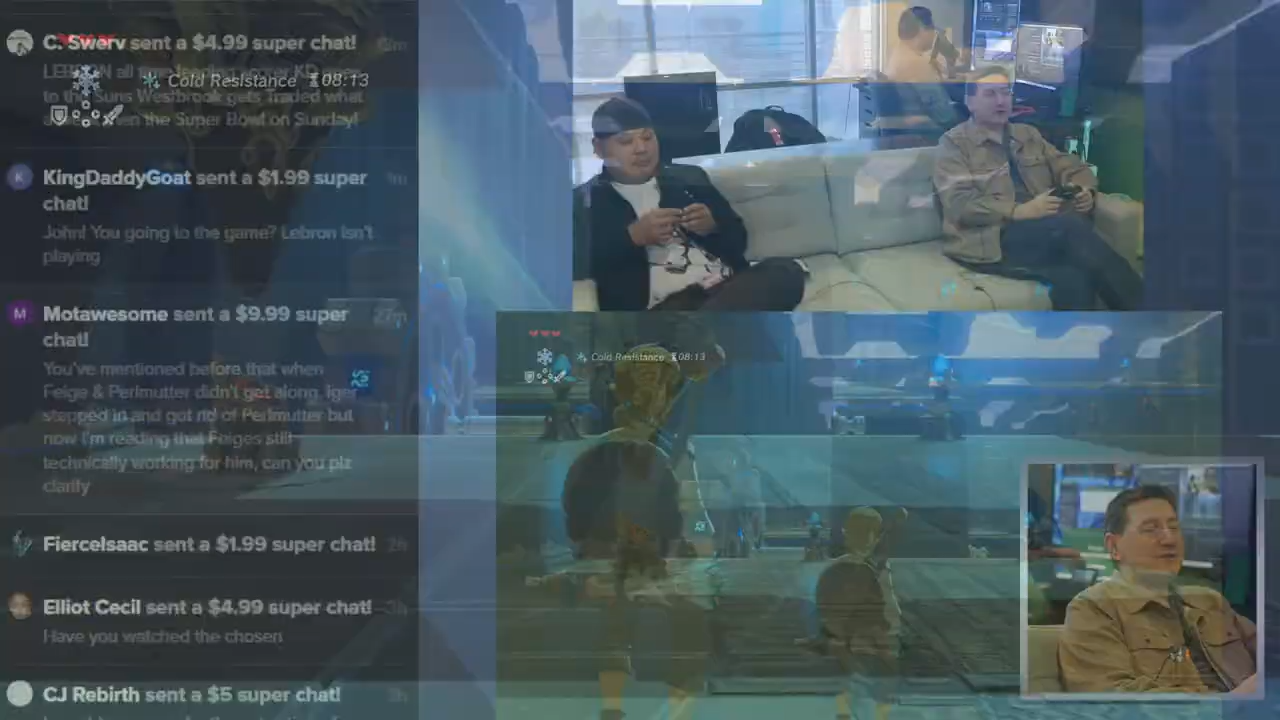 C. Swerv sent a $4.99 super chat!
all
to the Suns Westbrook gets Traded what
the Super Bowl on Sunday!
Cold Resistance 08:13
KingDaddyGoat sent a $1.99 super
chat!
John! You going to the game? Lebron isn't
playing
Motawesome sent a $9.99 super
chat!
27m
You've mentioned before that when
Feige & Perlmutter didn't get along, Iger
stepped in and got rid of Perlmutter but
now I'm reading that Feiges still
technically working for him, can you plz
clarify
FierceIsaac sent a $1.99 super chat!
2h
Elliot Cecil sent a $4.99 super chat!
Have you watched the chosen
CJ Rebirth sent a $5 super chat!
Cold Resistance 08:13
K
M